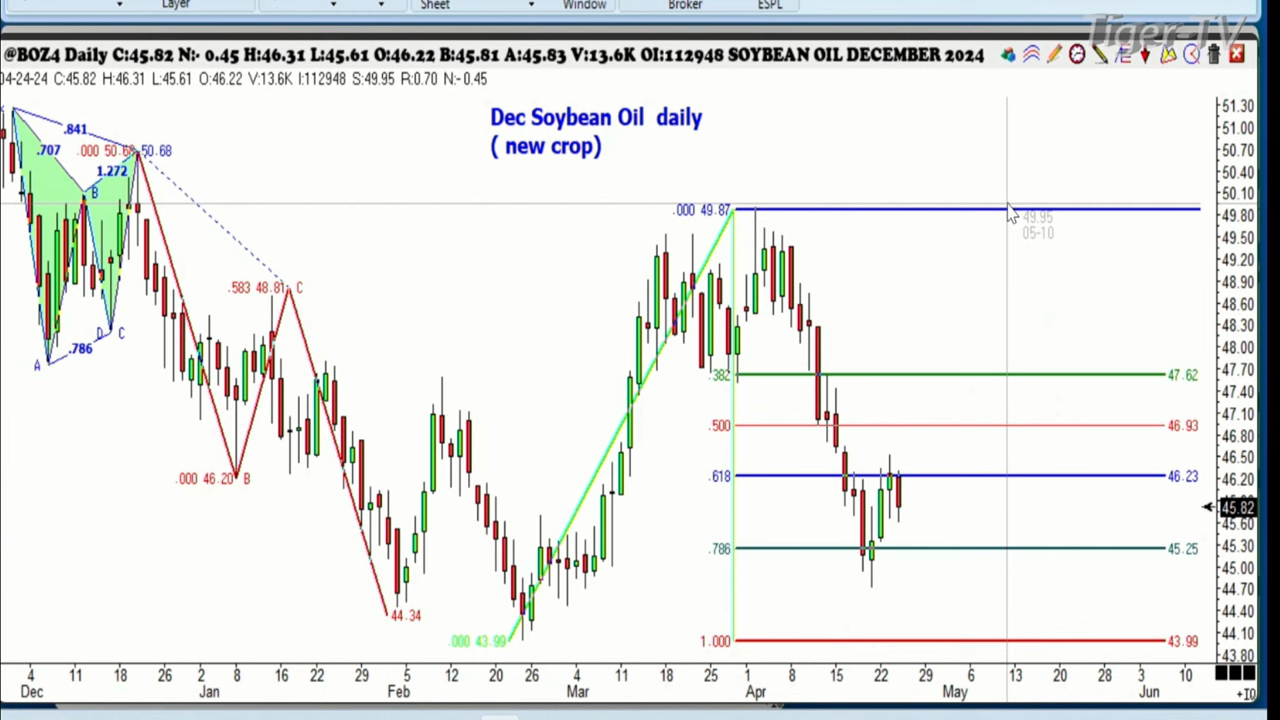 Layer
Sheet
Window
Broker
ESPL
Tiger-TV
@BOZ4 Daily C:45.82 N:- 0.45 H:46.31 L:45.61 O:46.22 B:45.81 A:45.83 V:13.6K OI:112948 SOYBEAN OIL DECEMBER 2024
04-24-24 C:45.82 H:46.31 L:45.61 O:46.22 V:13.6K I:112948 S:49.95 R:0.70 N:-0.45
Dec Soybean Oil daily
( new crop)
.841
.707
.000 50.68
50.68
1.272
B
A
.786
D
C
.583 48.81
C
.000 46.20
B
44.34
.000 43.99
.000 49.87
49.95
05-10
.382
47.62
.500
46.93
.618
46.23
.786
45.25
1.000
43.99
51.30
51.00
50.70
50.40
50.10
49.80
49.50
49.20
48.90
48.60
48.30
48.00
47.70
47.40
47.10
46.80
46.50
46.20
45.82
45.60
45.30
45.00
44.70
44.40
44.10
43.80
4 11 18 26 2 8 16 22 29 5 12 20 26 4 11 18 25 1 8 15 22 29 6 13 20 28 3 10
Dec Jan Feb Mar Apr May Jun
+IQ